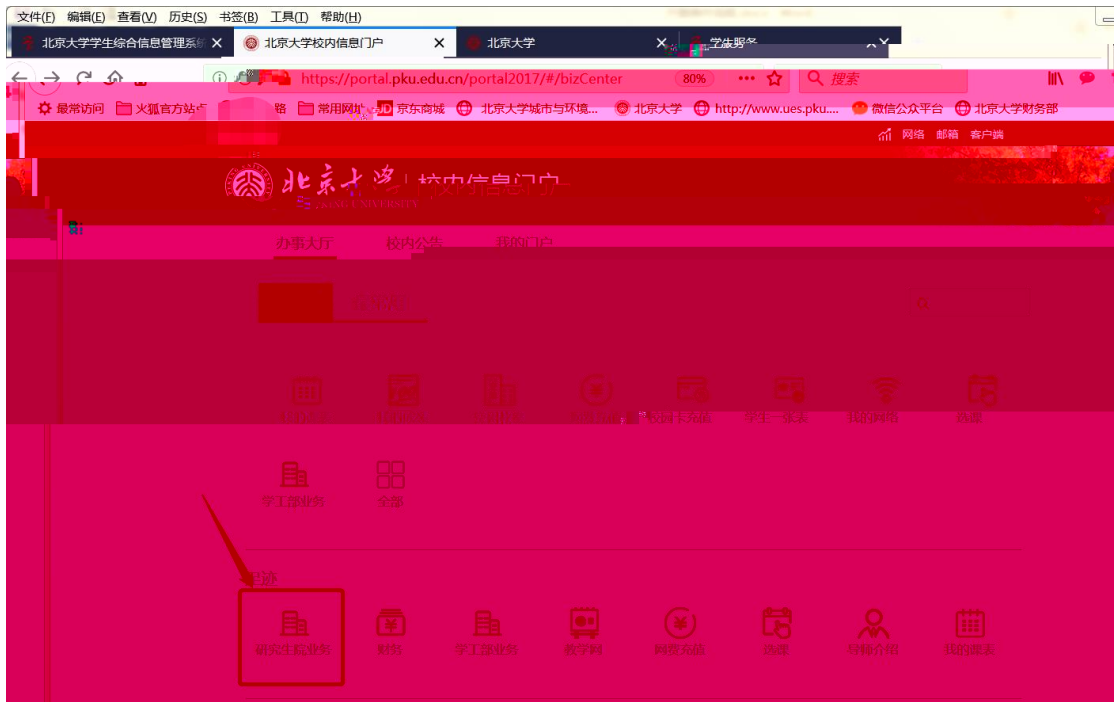 文件(F) 编辑(E) 查看(V) 历史(S) 书签(B) 工具(T) 帮助(H)
北京大学学生综合信息管理系统 北京大学校内信息门户 北京大学
https://portal.pku.edu.cn/portal2017/#/bizCenter 80% 搜索
最常访问 火狐官方站点 常用网址 JD 京东商城 北京大学城市与环境... 北京大学 http://www.ues.pku.... 微信公众平台 北京大学财务部
网络 邮箱 客户端
北京大学 校内信息门户
办事大厅 校内公告 我的门户
校园卡充值 学生一张表 我的网络 选课
学工部业务 全部
足迹
研究生院业务 财务 学工部业务 教学网 网费充值 选课 导师介绍 我的课表